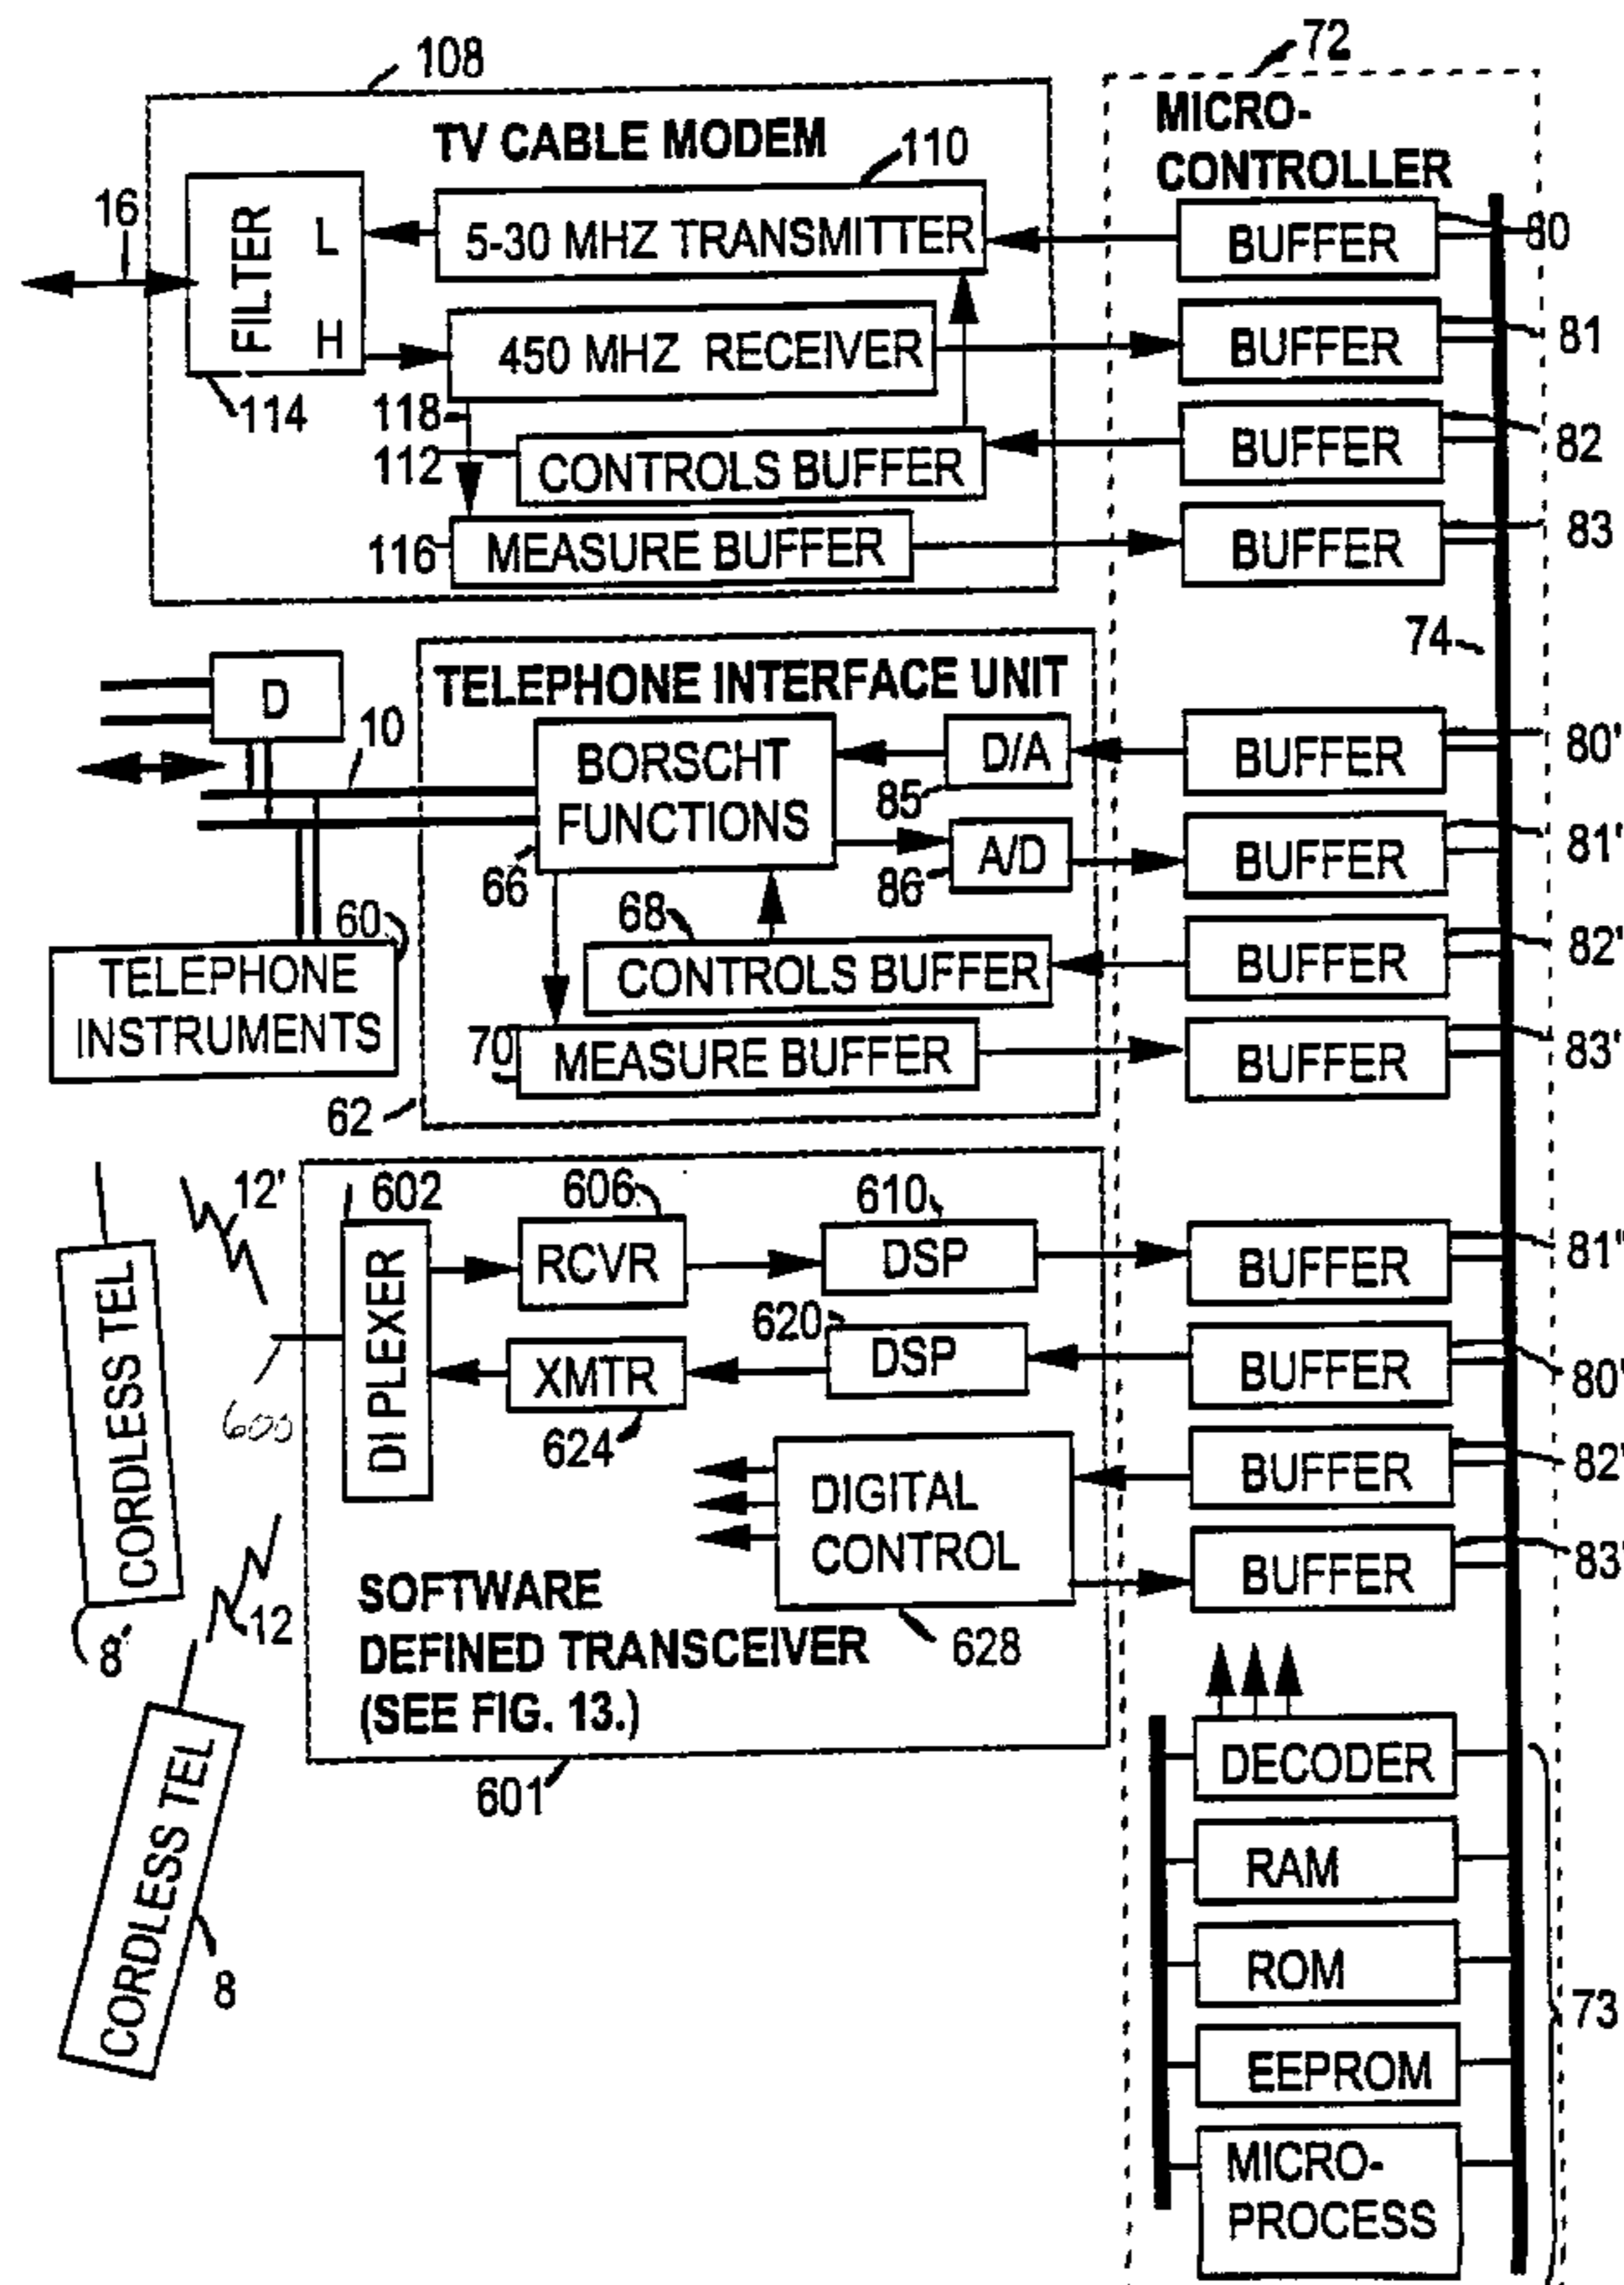 108
72
TV CABLE MODEM
MICRO-
CONTROLLER
110
16
FILTER
L
H
5-30 MHZ TRANSMITTER
BUFFER
80
450 MHZ RECEIVER
BUFFER
81
114
118
112
CONTROLS BUFFER
BUFFER
82
116
MEASURE BUFFER
BUFFER
83
74
D
10
TELEPHONE INTERFACE UNIT
BORSCHT
FUNCTIONS
D/A
85
BUFFER
80'
66
A/D
86
BUFFER
81'
60
TELEPHONE
INSTRUMENTS
68
CONTROLS BUFFER
BUFFER
82'
70
MEASURE BUFFER
BUFFER
83'
62
12'
602
606
610
CORDLESS TEL
8'
DIPLEXER
RCVR
DSP
BUFFER
81"
600
620
XMTR
DSP
BUFFER
80'
624
DIGITAL
CONTROL
BUFFER
82'
BUFFER
83'
12
628
SOFTWARE
DEFINED TRANSCEIVER
(SEE FIG. 13.)
601
CORDLESS TEL
8
DECODER
RAM
ROM
EEPROM
MICRO-
PROCESS
73